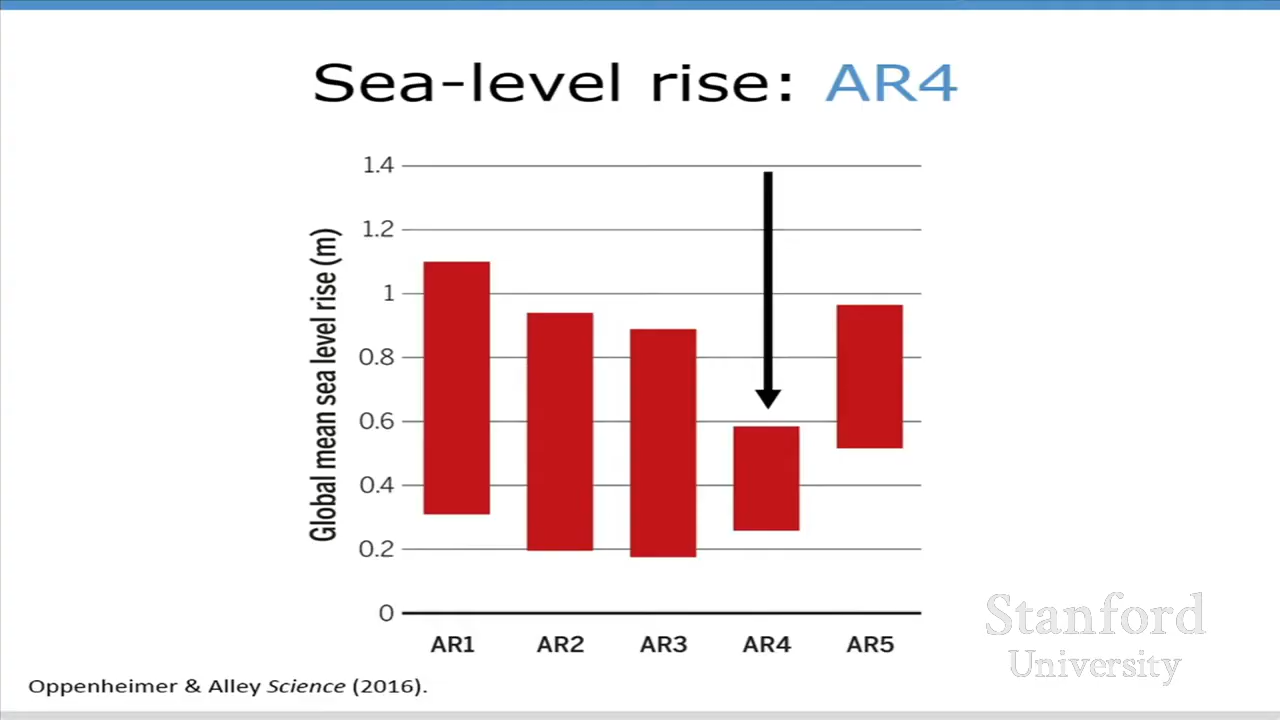 Sea-level rise: AR4
1.4
1.2
1
0.8
0.6
0.4
0.2
0
Global mean sea level rise (m)
AR1 AR2 AR3 AR4 AR5
Stanford
University
Oppenheimer & Alley Science (2016).